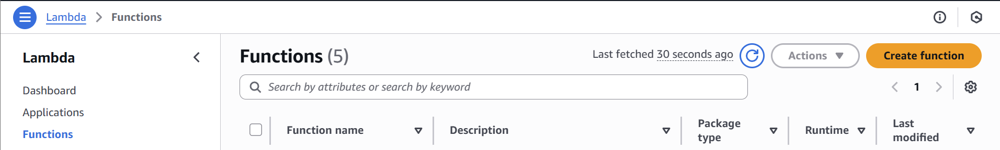 Lambda > Functions
Lambda
Dashboard
Applications
Functions
Functions (5)
Last fetched 30 seconds ago
Actions
Create function
Search by attributes or search by keyword
1
Function name
Description
Package
type
Runtime
Last
modified